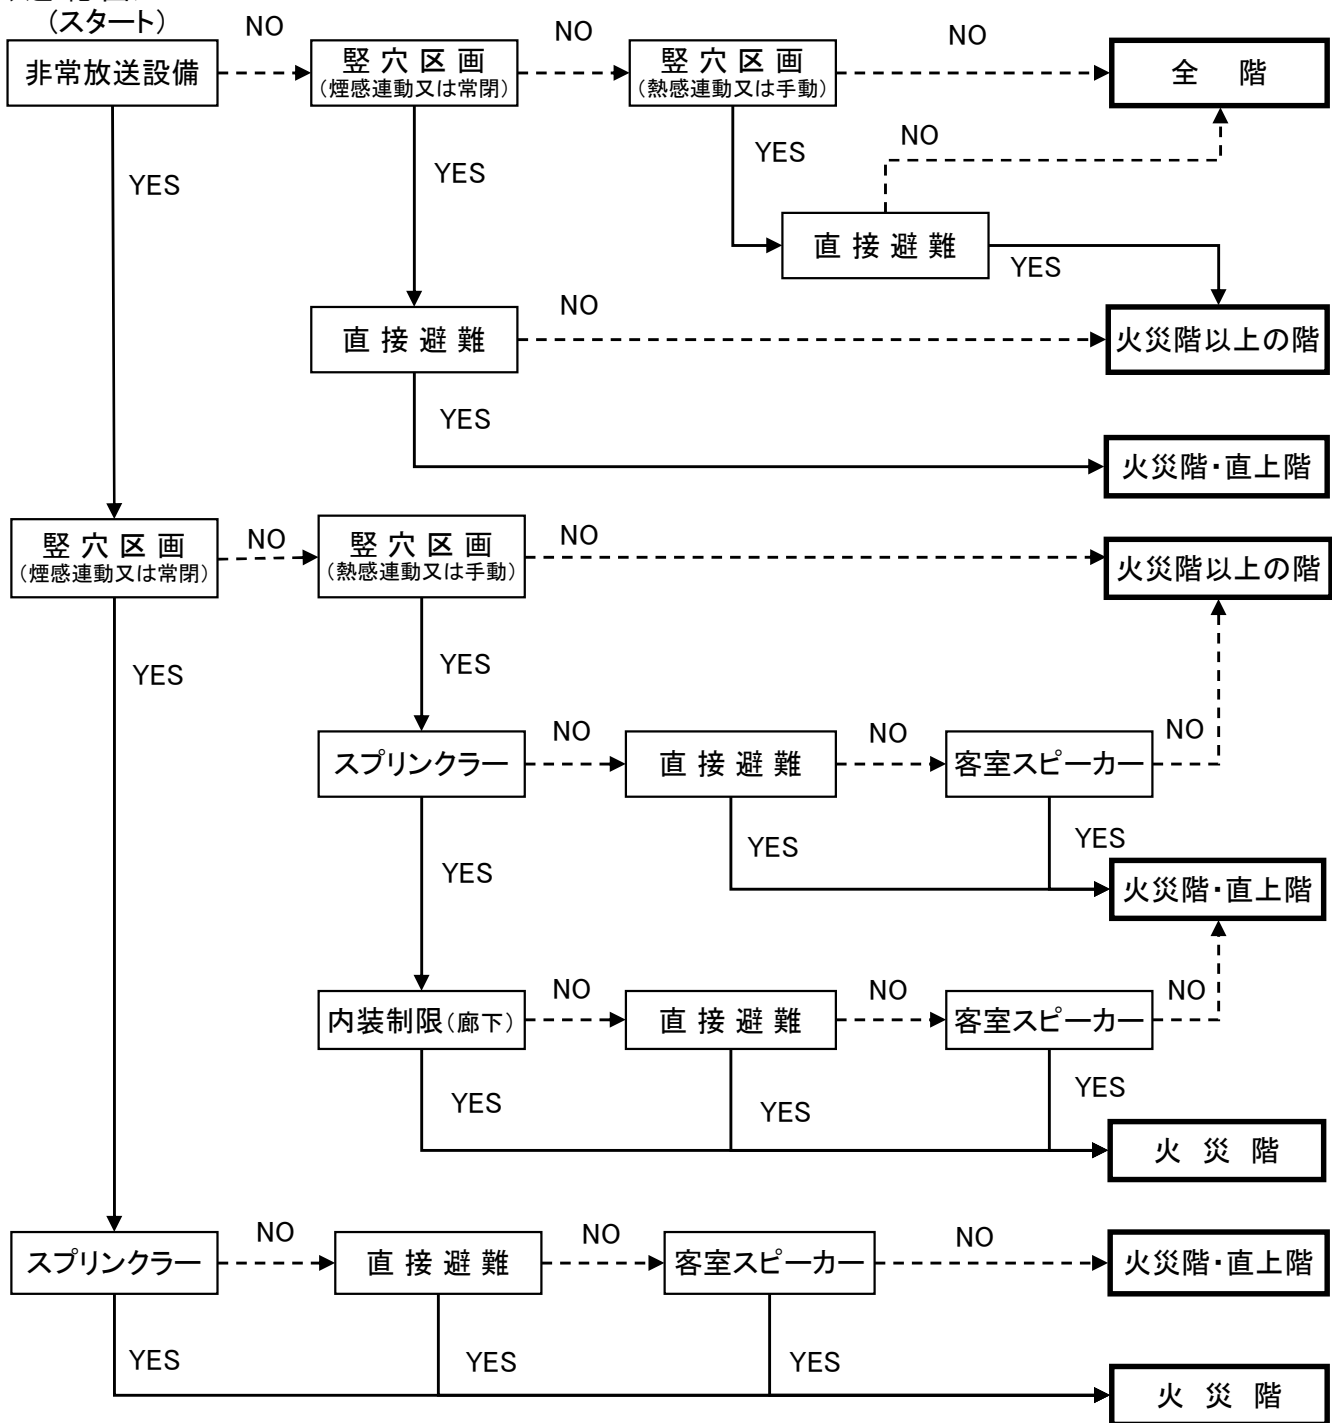 (スタート)
NO
NO
NO
非常放送設備
竪穴区画
(煙感連動又は常閉)
竪穴区画
(熱感連動又は手動)
全 階
YES
YES
YES
NO
直接避難
YES
直接避難
NO
火災階以上の階
YES
火災階・直上階
竪穴区画
(煙感連動又は常閉)
NO
竪穴区画
(熱感連動又は手動)
NO
火災階以上の階
YES
YES
スプリンクラー
NO
直接避難
NO
客室スピーカー
NO
YES
YES
YES
火災階・直上階
内装制限(廊下)
NO
直接避難
NO
客室スピーカー
NO
YES
YES
YES
火災階
スプリンクラー
NO
直接避難
NO
客室スピーカー
NO
火災階・直上階
YES
YES
YES
火災階